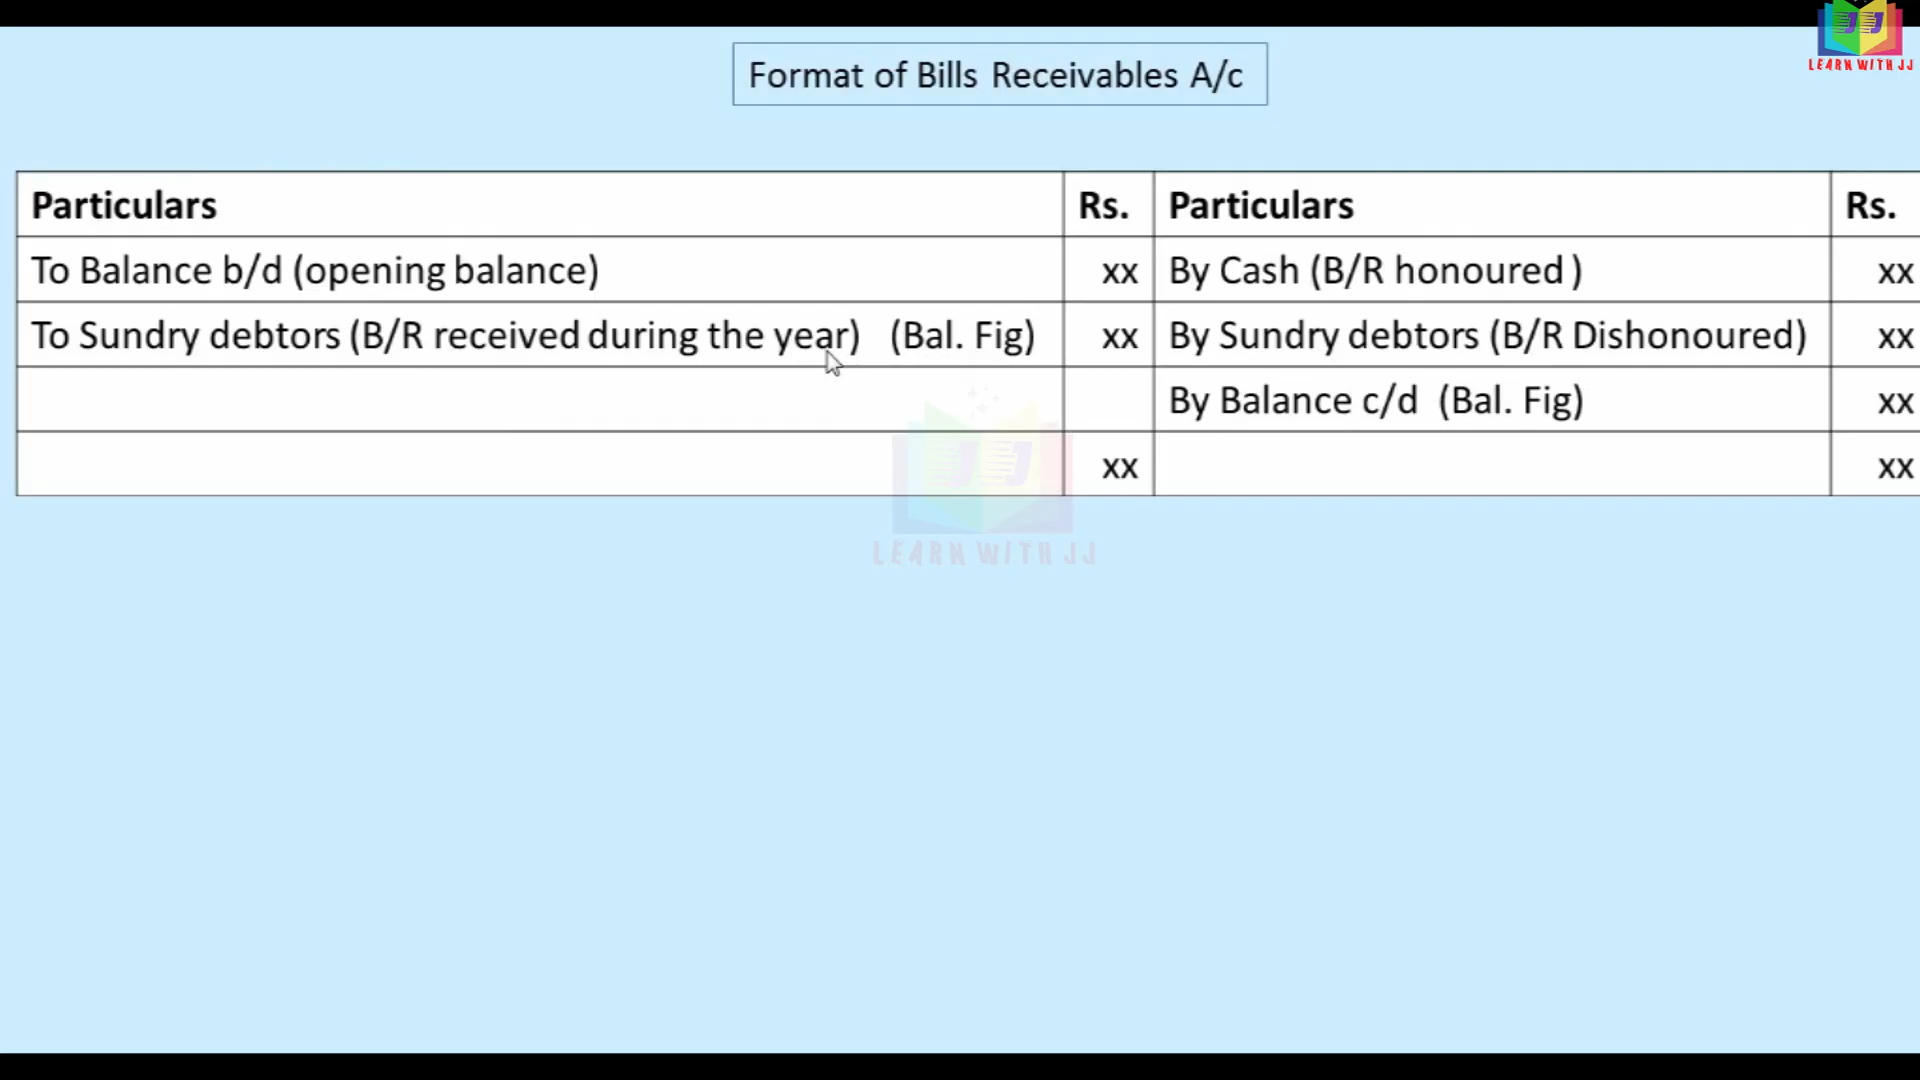 LEARN WITH JJ
Format of Bills Receivables A/c
Particulars Rs. Particulars Rs.
To Balance b/d (opening balance) xx By Cash (B/R honoured ) xx
To Sundry debtors (B/R received during the year) (Bal. Fig) xx By Sundry debtors (B/R Dishonoured) xx
By Balance c/d (Bal. Fig) xx
xx xx
LEARN WITH JJ